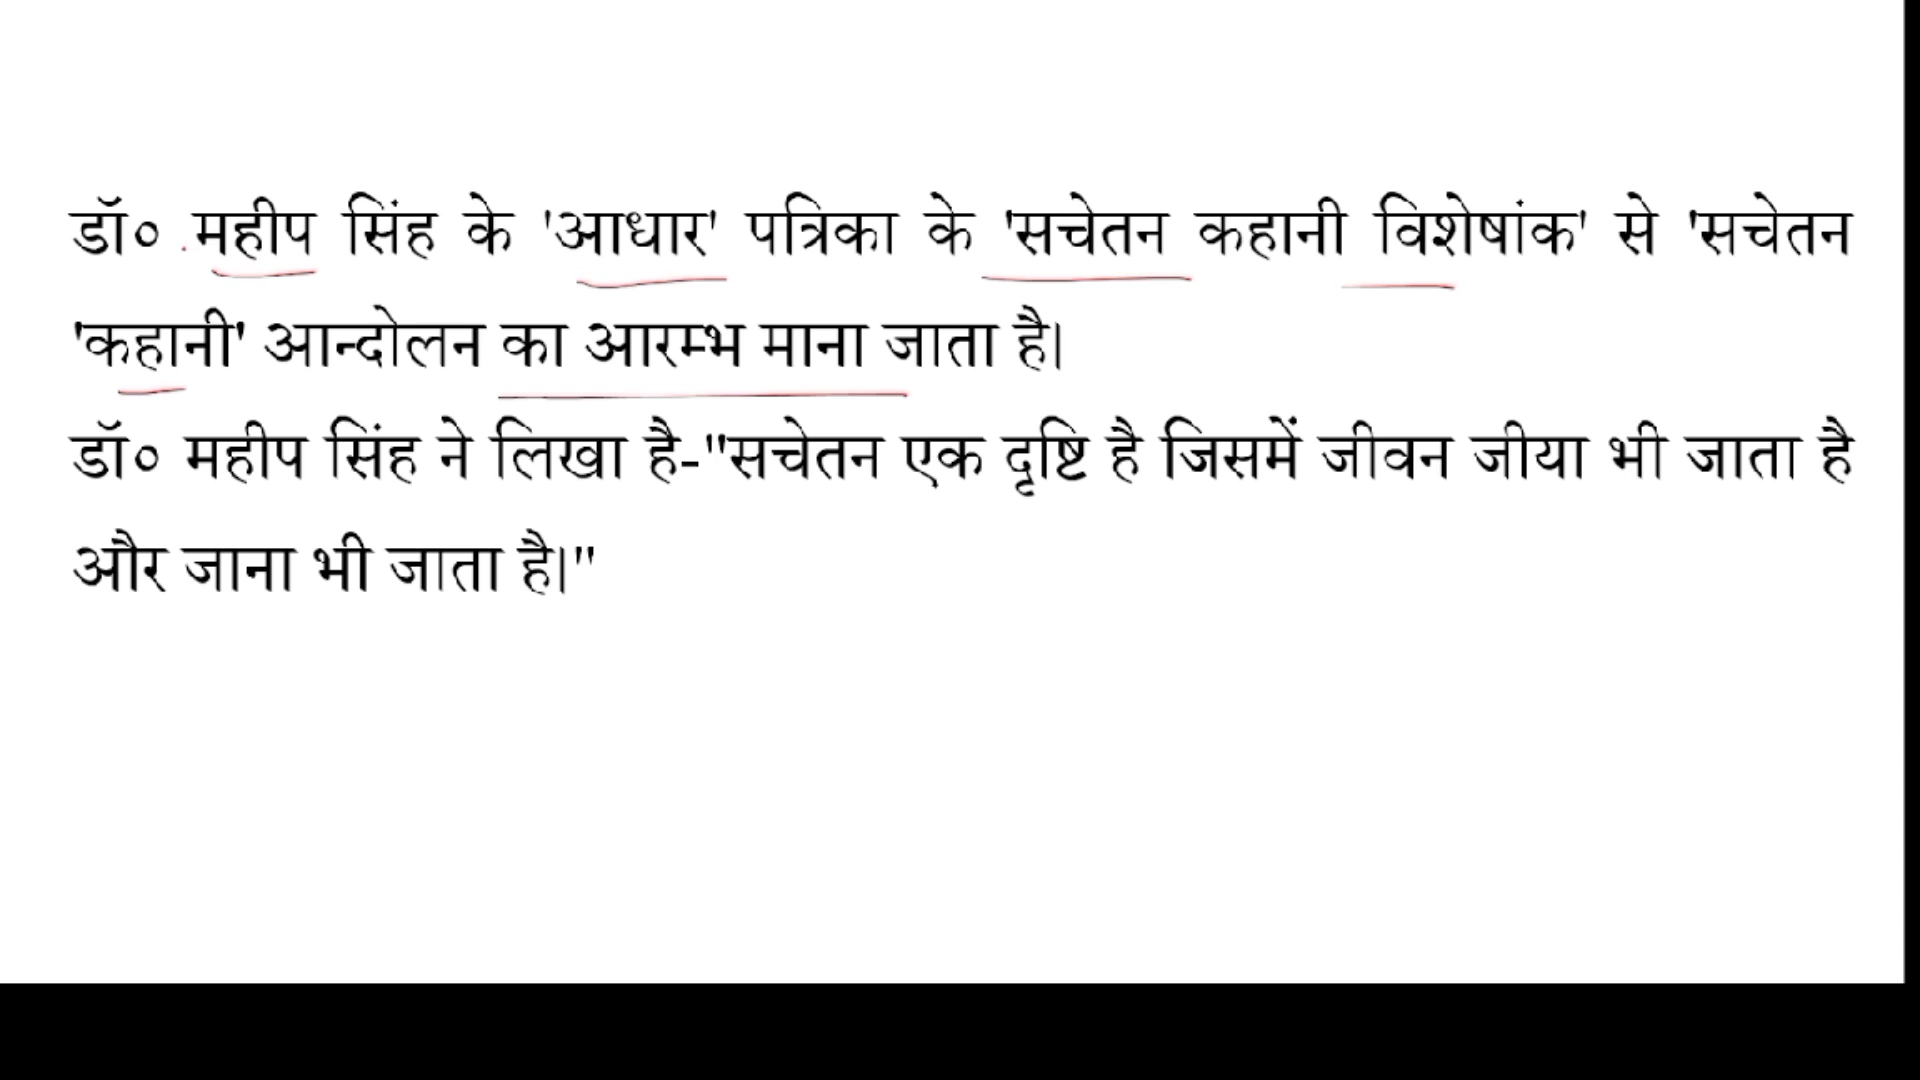 डॉ० महीप सिंह के 'आधार' पत्रिका के 'सचेतन कहानी विशेषांक' से 'सचेतन
'कहानी' आन्दोलन का आरम्भ माना जाता है।
डॉ० महीप सिंह ने लिखा है-"सचेतन एक दृष्टि है जिसमें जीवन जीया भी जाता है
और जाना भी जाता है।"